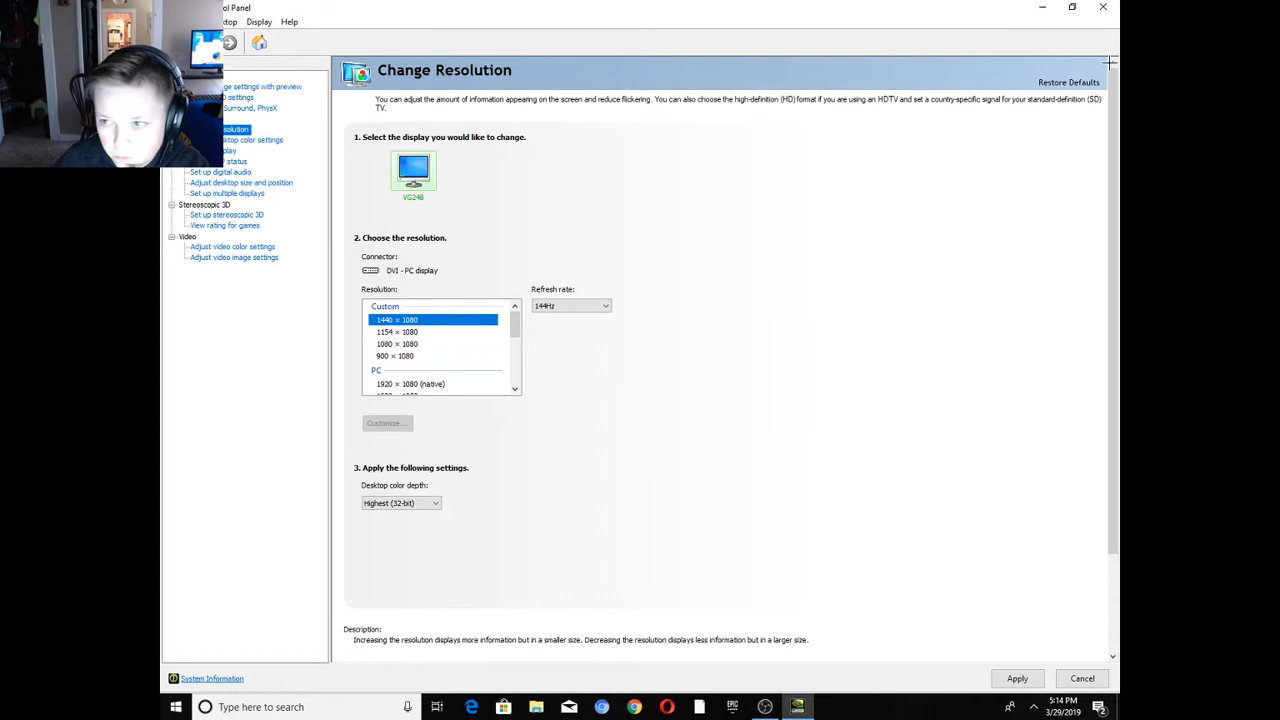 ol Panel
ktop Display Help
ge settings with preview
D settings
Surround, PhysX
solution
sktop color settings
play
status
Set up digital audio
Adjust desktop size and position
Set up multiple displays
Stereoscopic 3D
Set up stereoscopic 3D
View rating for games
Video
Adjust video color settings
Adjust video image settings
System Information
Change Resolution
Restore Defaults
You can adjust the amount of information appearing on the screen and reduce flickering. You can also choose the high-definition (HD) format if you are using an HDTV and set a country-specific signal for your standard-definition (SD)
TV.
1. Select the display you would like to change.
VG248
2. Choose the resolution.
Connector:
DVI - PC display
Resolution:
Refresh rate:
Custom
144Hz
1440 × 1080
1154 × 1080
1080 × 1080
900 × 1080
PC
1920 × 1080 (native)
Customize...
3. Apply the following settings.
Desktop color depth:
Highest (32-bit)
Description:
Increasing the resolution displays more information but in a smaller size. Decreasing the resolution displays less information but in a larger size.
Apply Cancel
Type here to search
EPIC
5:14 PM
3/29/2019
2